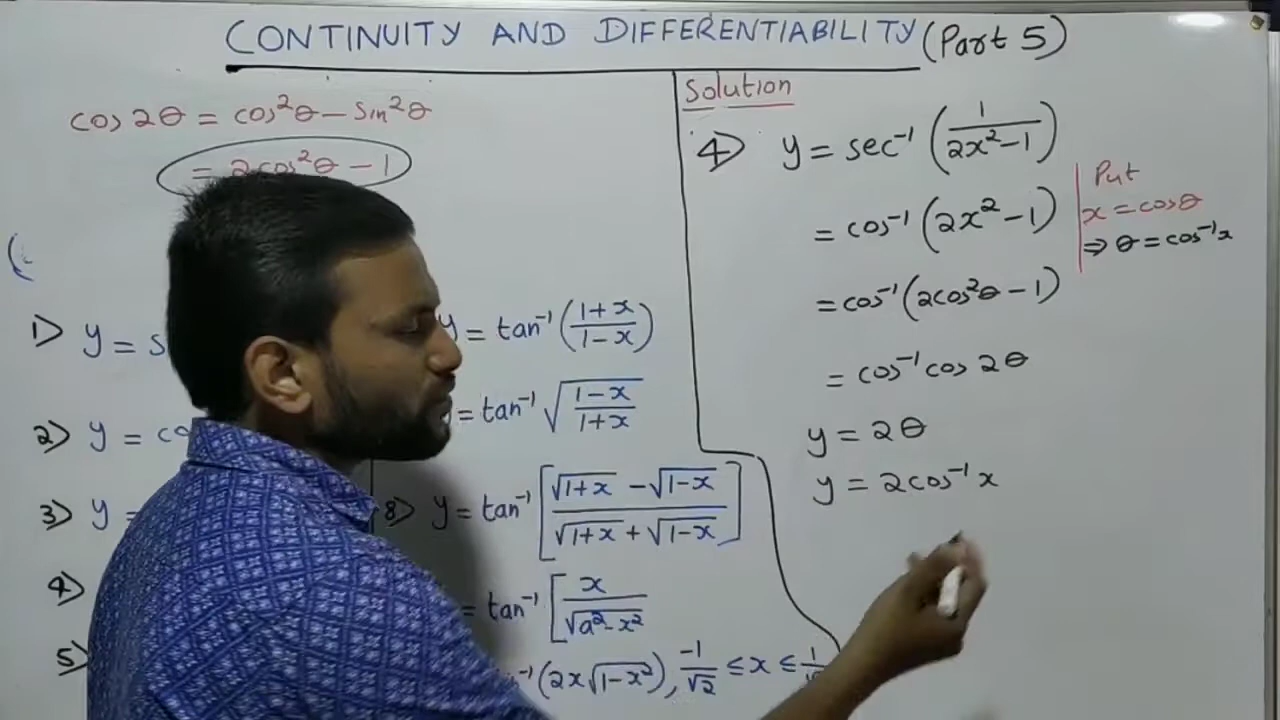 CONTINUITY AND DIFFERENTIABILITY (Part 5)
cos 2θ = cos²θ − sin²θ
= 2cos²θ − 1
1) y = s
2) y = co
3) y =
4)
5)
y = tan⁻¹ (1+x / 1−x)
= tan⁻¹ √(1−x / 1+x)
8) y = tan⁻¹ [√1+x − √1−x / √1+x + √1−x]
= tan⁻¹ [x / √a²−x²
⁻¹ (2x√1−x²), −1/√2 ≤ x ≤ 1/
Solution
4) y = sec⁻¹ (1 / 2x²−1)
= cos⁻¹ (2x² − 1)
= cos⁻¹ (2cos²θ − 1)
= cos⁻¹ cos 2θ
y = 2θ
y = 2cos⁻¹ x
Put
x = cosθ
⇒ θ = cos⁻¹x